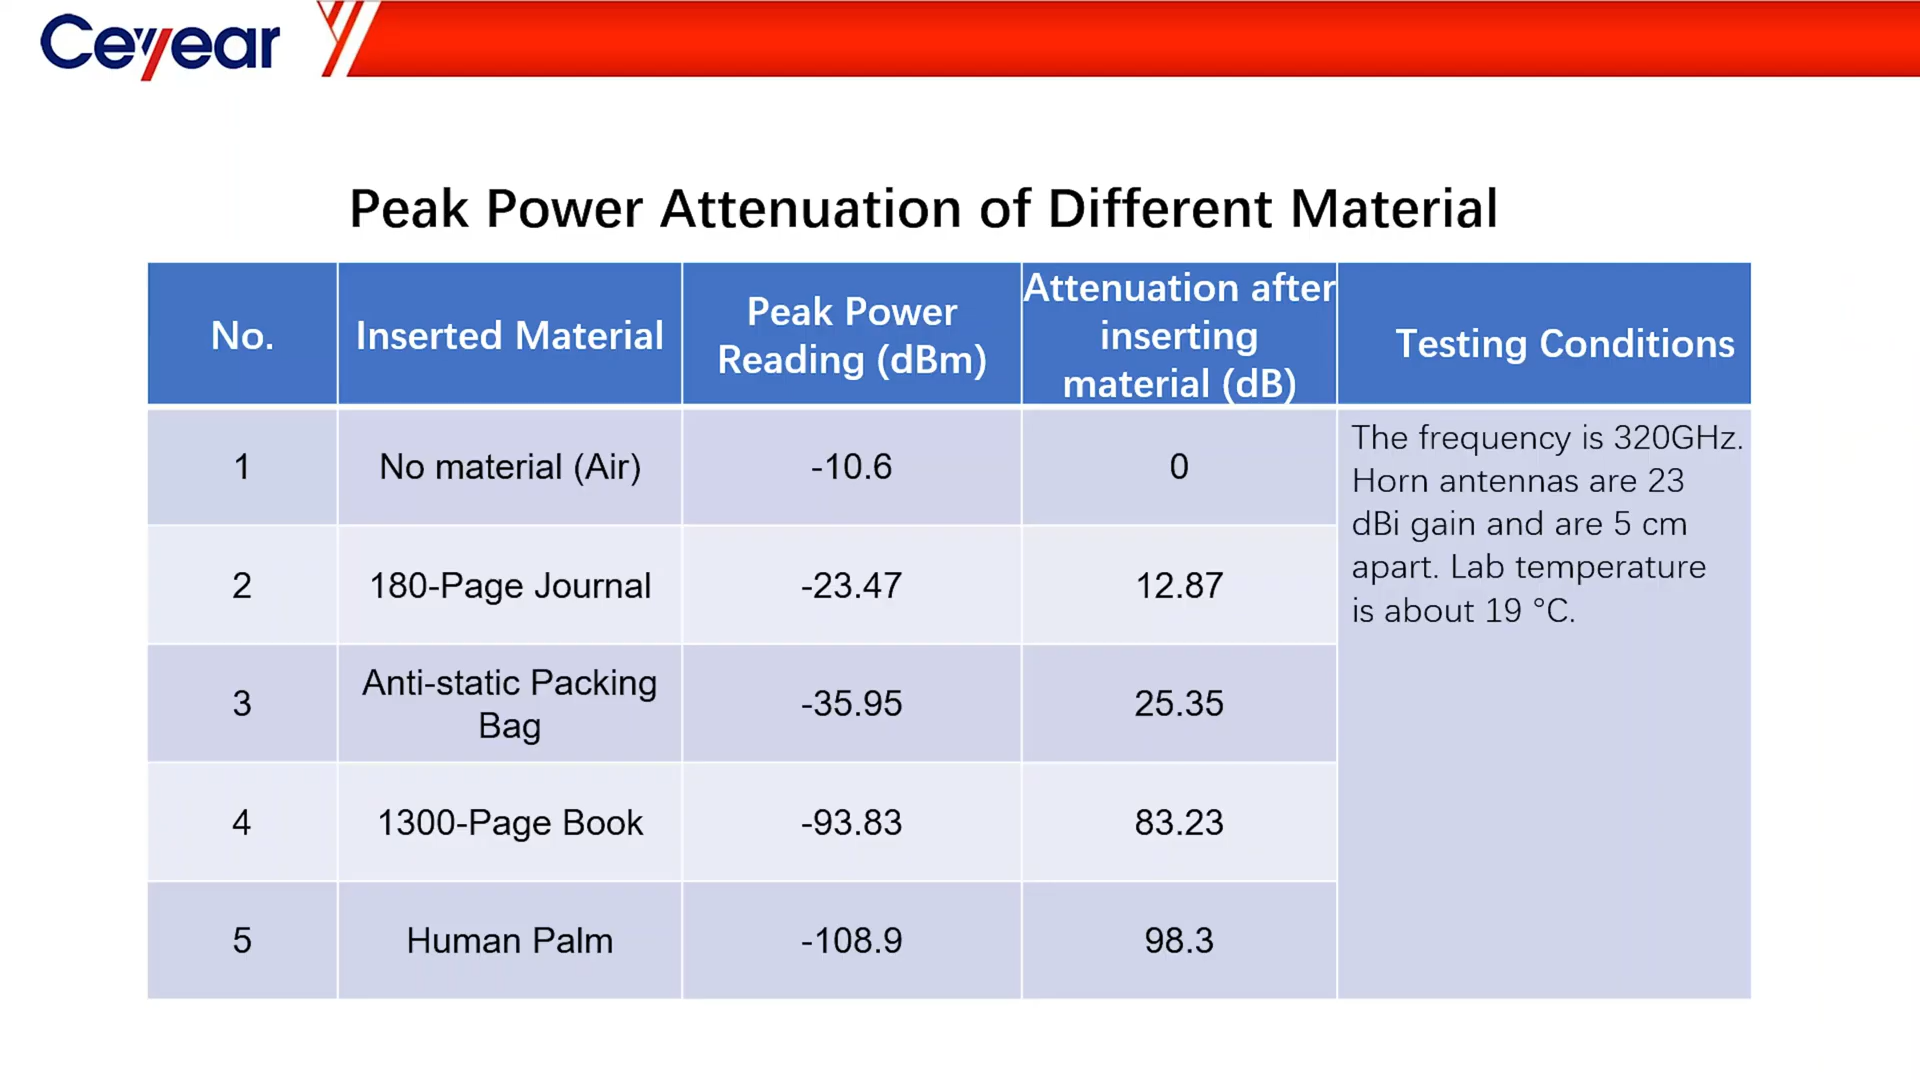 Ceyear
Peak Power Attenuation of Different Material
No.
Inserted Material
Peak Power
Reading (dBm)
Attenuation after
inserting
material (dB)
Testing Conditions
1
No material (Air)
-10.6
0
The frequency is 320GHz.
Horn antennas are 23
dBi gain and are 5 cm
apart. Lab temperature
is about 19 °C.
2
180-Page Journal
-23.47
12.87
3
Anti-static Packing
Bag
-35.95
25.35
4
1300-Page Book
-93.83
83.23
5
Human Palm
-108.9
98.3